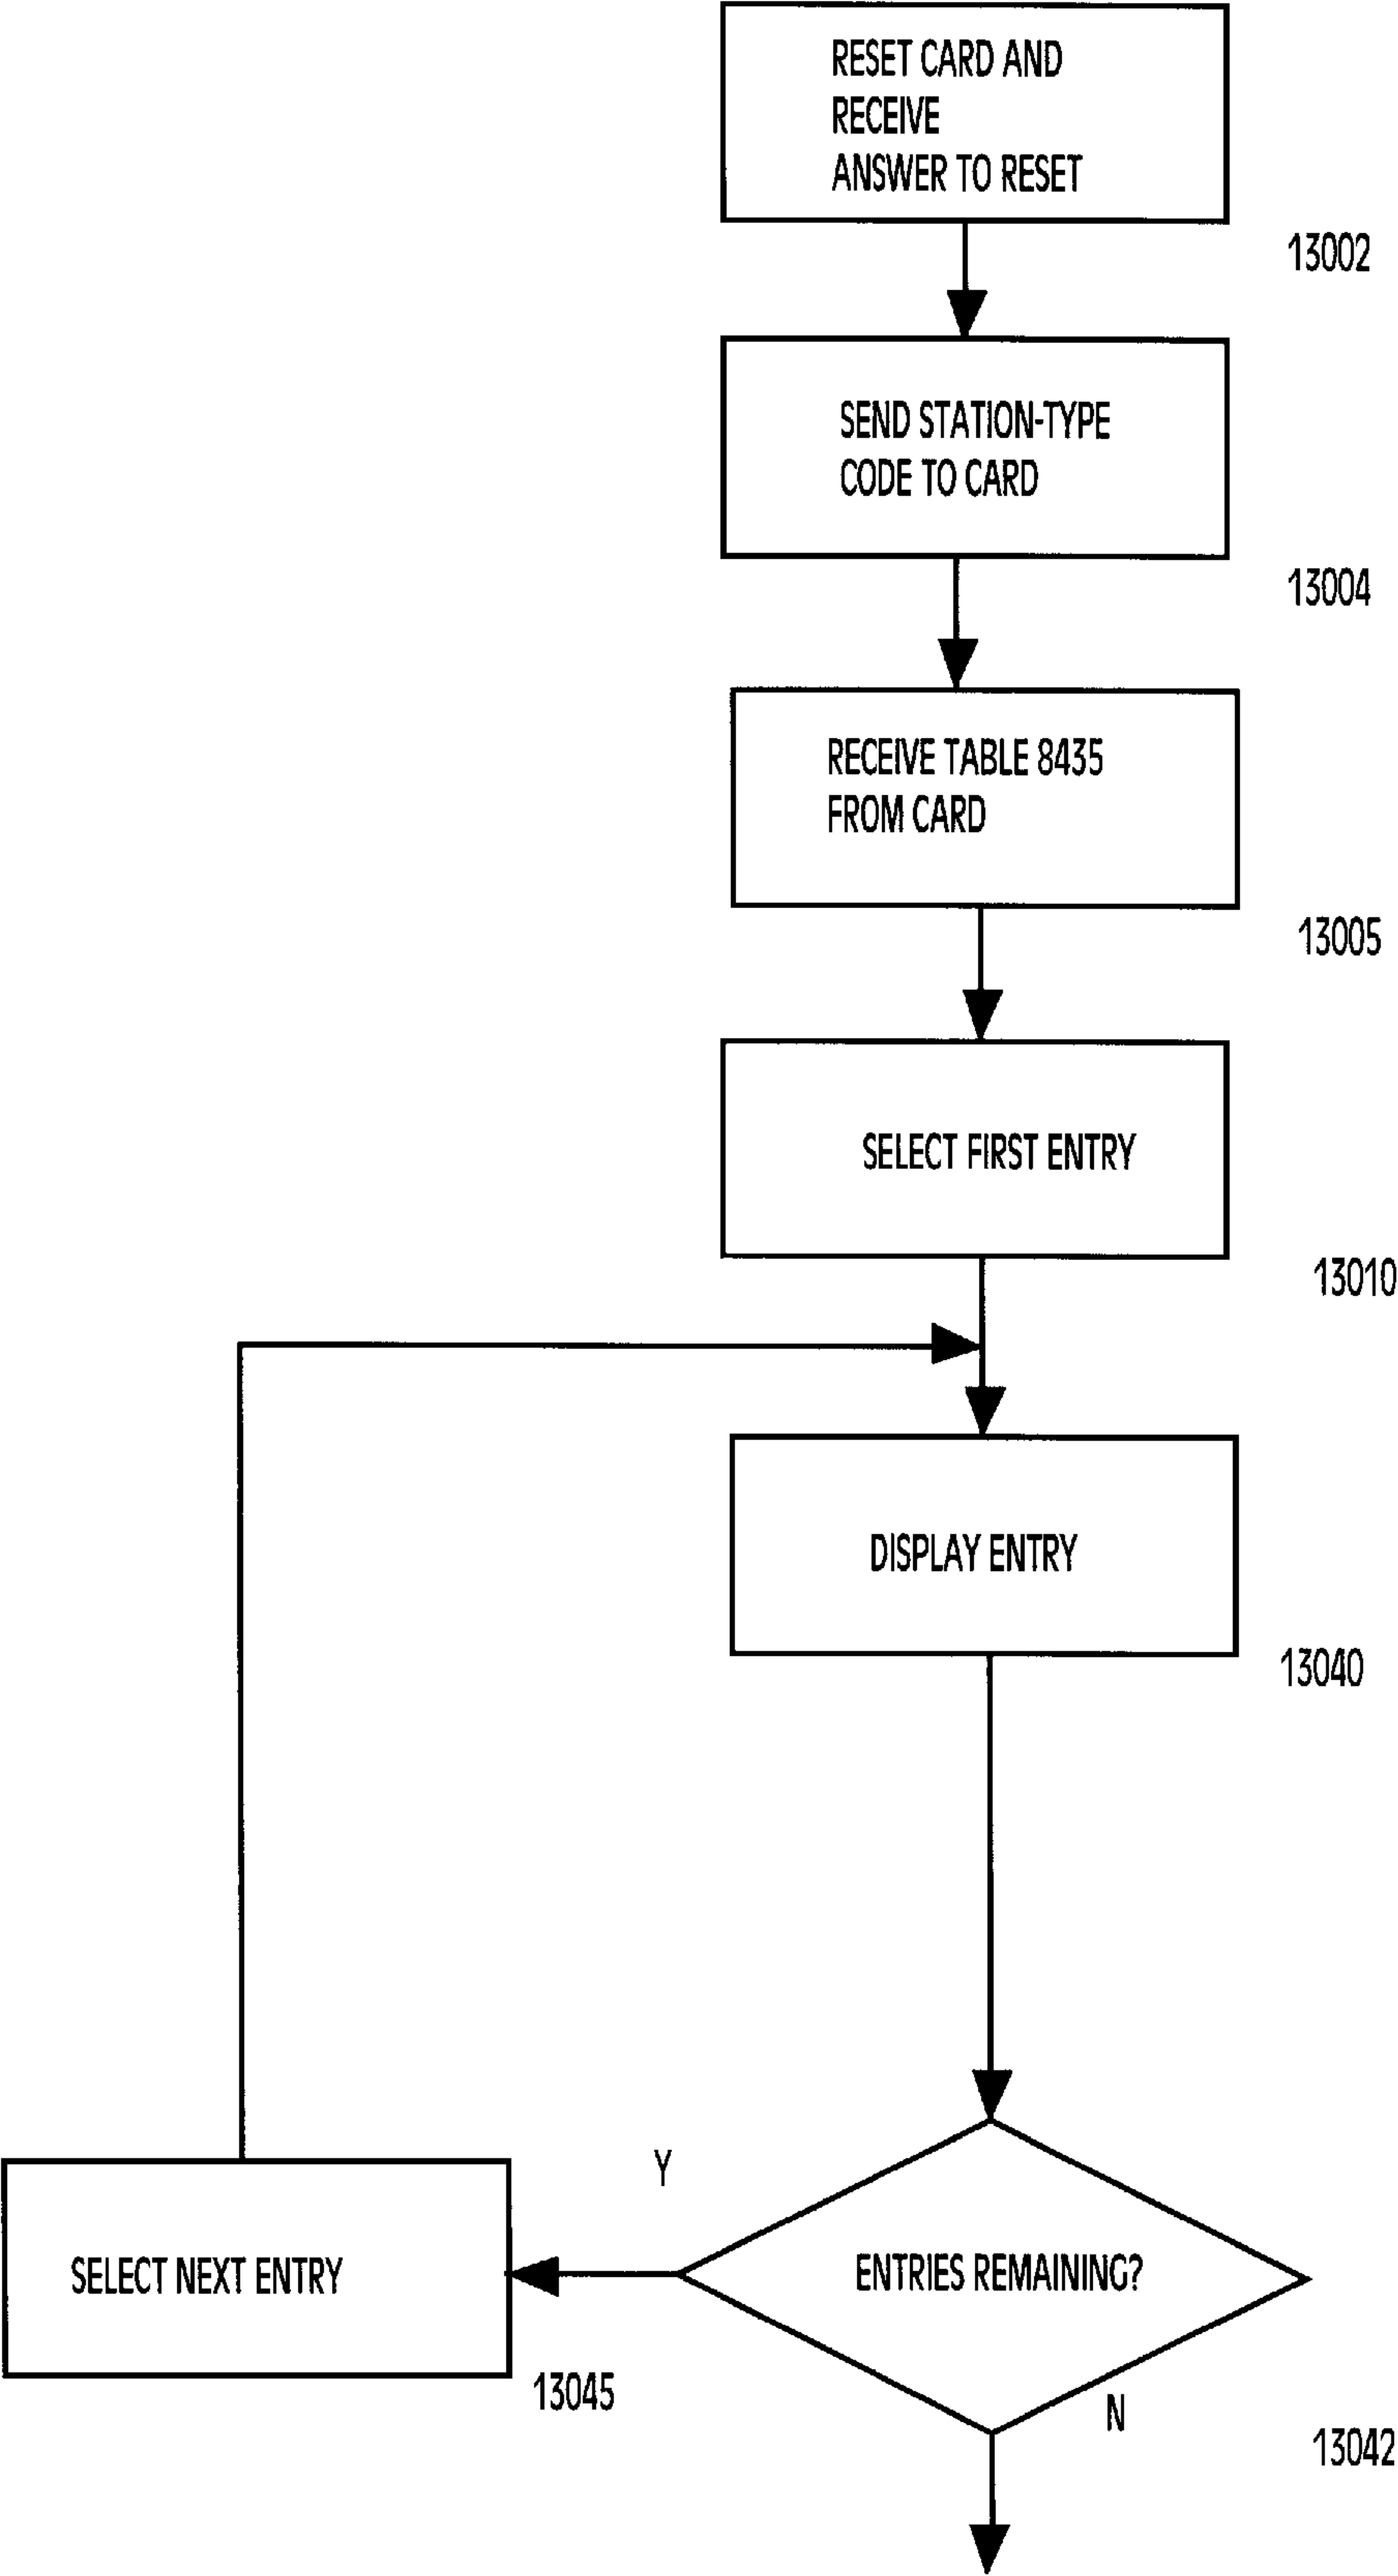 RESET CARD AND
RECEIVE
ANSWER TO RESET
13002
SEND STATION-TYPE
CODE TO CARD
13004
RECEIVE TABLE 8435
FROM CARD
13005
SELECT FIRST ENTRY
13010
DISPLAY ENTRY
13040
Y
SELECT NEXT ENTRY
ENTRIES REMAINING?
13045
N
13042